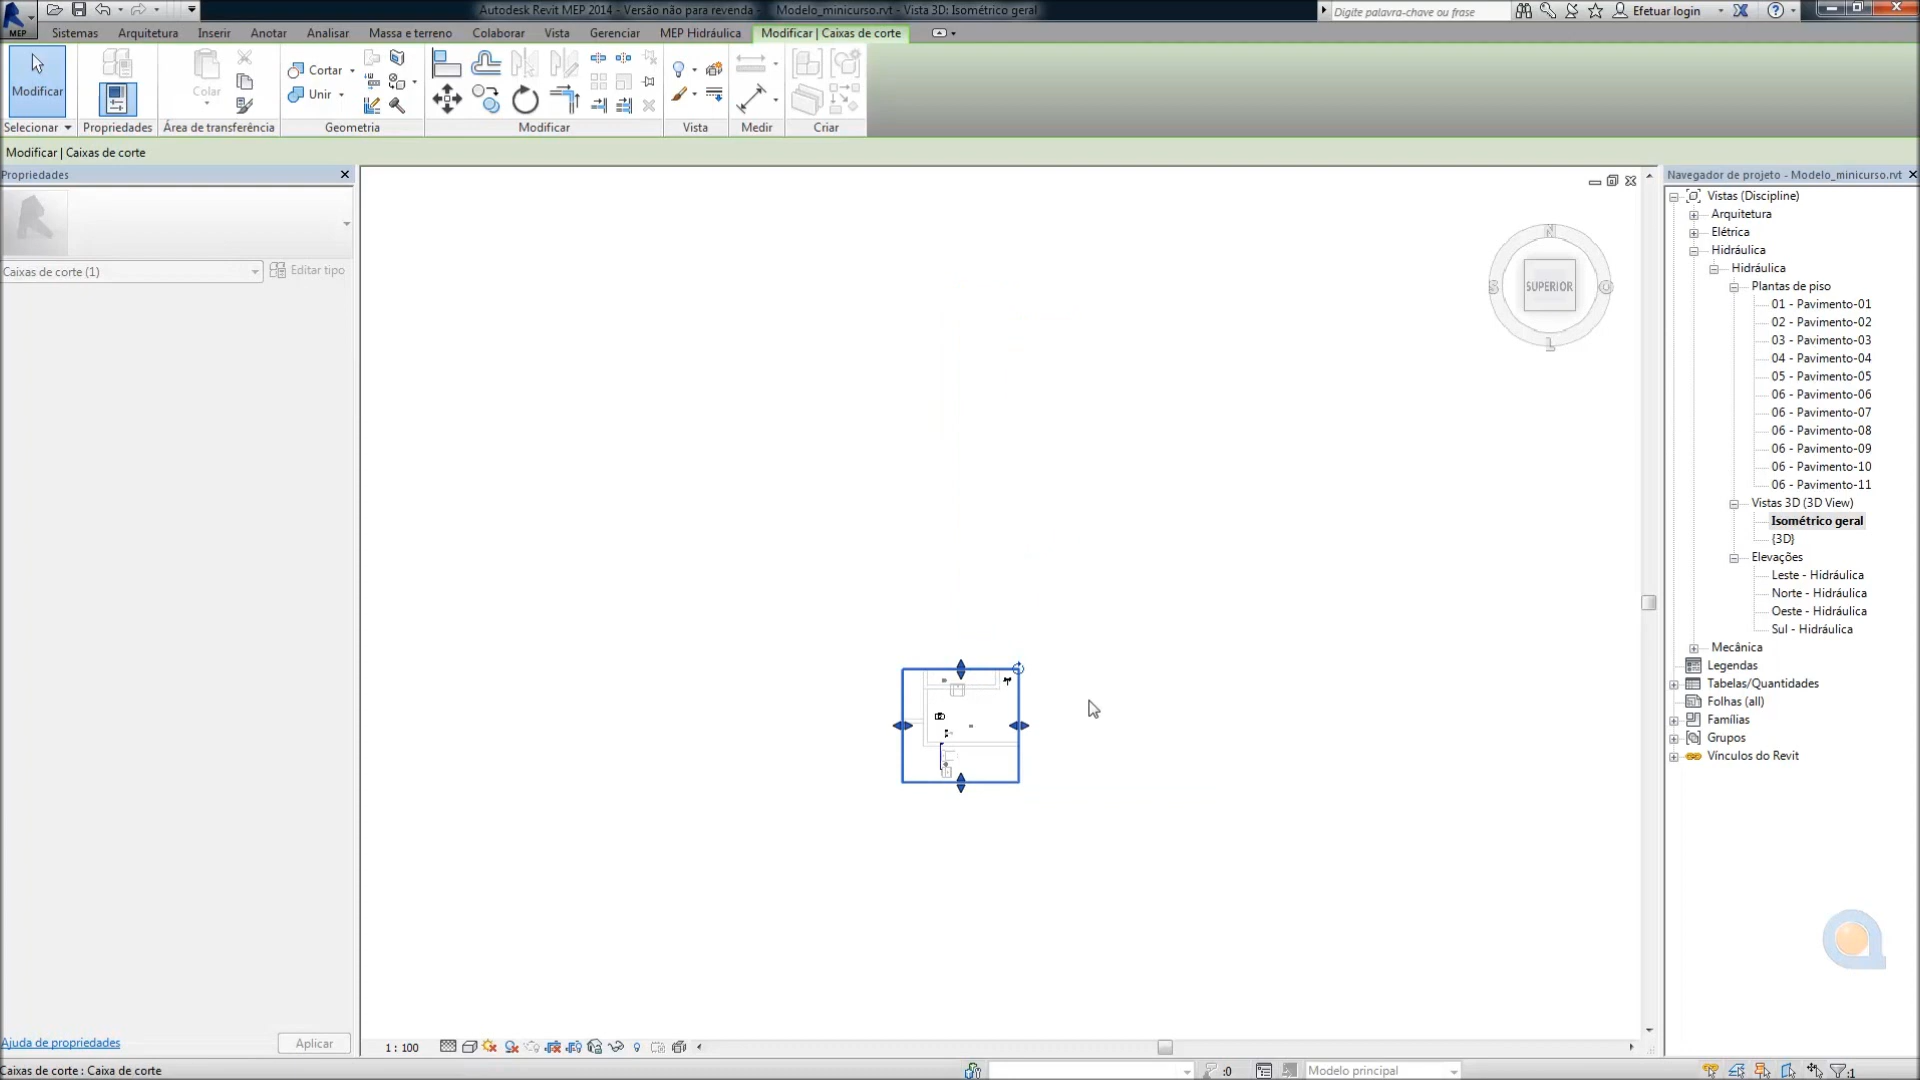 Autodesk Revit MEP 2014 - Versão não para revenda - Modelo_minicurso.rvt - Vista 3D: Isométrico geral
Digite palavra-chave ou frase
Efetuar login
MEP
Sistemas Arquitetura Inserir Anotar Analisar Massa e terreno Colaborar Vista Gerenciar MEP Hidráulica Modificar | Caixas de corte
Modificar
Colar
Cortar
Unir
Selecionar Propriedades Área de transferência Geometria Modificar Vista Medir Criar
Modificar | Caixas de corte
Propriedades
Caixas de corte (1)
Editar tipo
Ajuda de propriedades
Aplicar
N
S
SUPERIOR
O
L
Navegador de projeto - Modelo_minicurso.rvt
Vistas (Discipline)
Arquitetura
Elétrica
Hidráulica
Hidráulica
Plantas de piso
01 - Pavimento-01
02 - Pavimento-02
03 - Pavimento-03
04 - Pavimento-04
05 - Pavimento-05
06 - Pavimento-06
06 - Pavimento-07
06 - Pavimento-08
06 - Pavimento-09
06 - Pavimento-10
06 - Pavimento-11
Vistas 3D (3D View)
Isométrico geral
{3D}
Elevações
Leste - Hidráulica
Norte - Hidráulica
Oeste - Hidráulica
Sul - Hidráulica
Mecânica
Legendas
Tabelas/Quantidades
Folhas (all)
Famílias
Grupos
Vínculos do Revit
1 : 100
Caixas de corte : Caixa de corte
:0
Modelo principal
:1